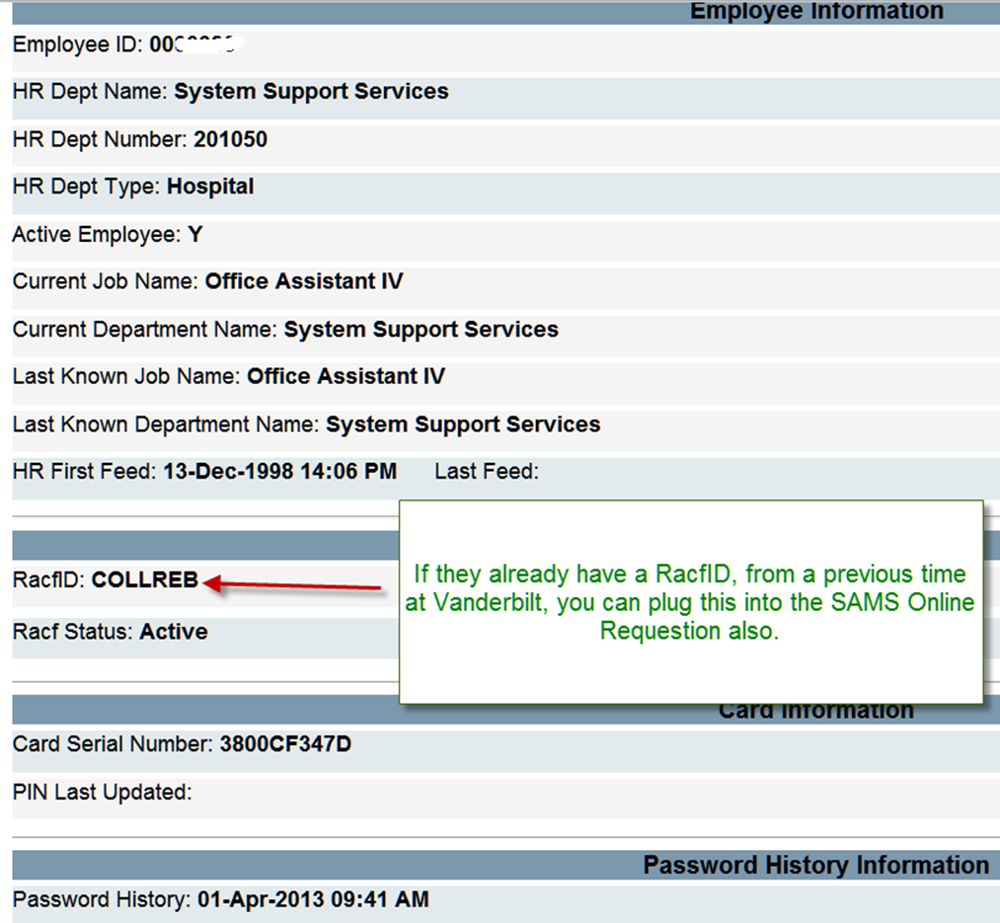 Employee Information
Employee ID: 00
HR Dept Name: System Support Services
HR Dept Number: 201050
HR Dept Type: Hospital
Active Employee: Y
Current Job Name: Office Assistant IV
Current Department Name: System Support Services
Last Known Job Name: Office Assistant IV
Last Known Department Name: System Support Services
HR First Feed: 13-Dec-1998 14:06 PM Last Feed:
RacfID: COLLREB
If they already have a RacfID, from a previous time
at Vanderbilt, you can plug this into the SAMS Online
Requestion also.
Racf Status: Active
Card Information
Card Serial Number: 3800CF347D
PIN Last Updated:
Password History Information
Password History: 01-Apr-2013 09:41 AM